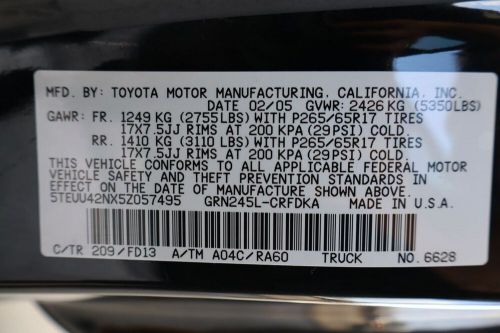 MFD. BY: TOYOTA MOTOR MANUFACTURING, CALIFORNIA, INC.
DATE 02/05 GVWR: 2426 KG (5350LBS)
GAWR: FR. 1249 KG (2755LBS) WITH P265/65R17 TIRES
17X7.5JJ RIMS AT 200 KPA (29PSI) COLD.
RR. 1410 KG (3110 LBS) WITH P265/65R17 TIRES
17X7.5JJ RIMS AT 200 KPA (29PSI) COLD.
THIS VEHICLE CONFORMS TO ALL APPLICABLE FEDERAL MOTOR
VEHICLE SAFETY AND THEFT PREVENTION STANDARDS IN
EFFECT ON THE DATE OF MANUFACTURE SHOWN ABOVE.
5TEUU42NX5Z057495 GRN245L-CRFDKA MADE IN U.S.A.
C/TR 209/FD13 A/TM A04C/RA60 TRUCK NO. 6628